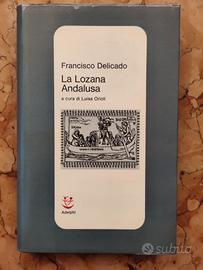 Francisco Delicado
La Lozana
Andalusa
a cura di Luisa Orioli
Adelphi
subito